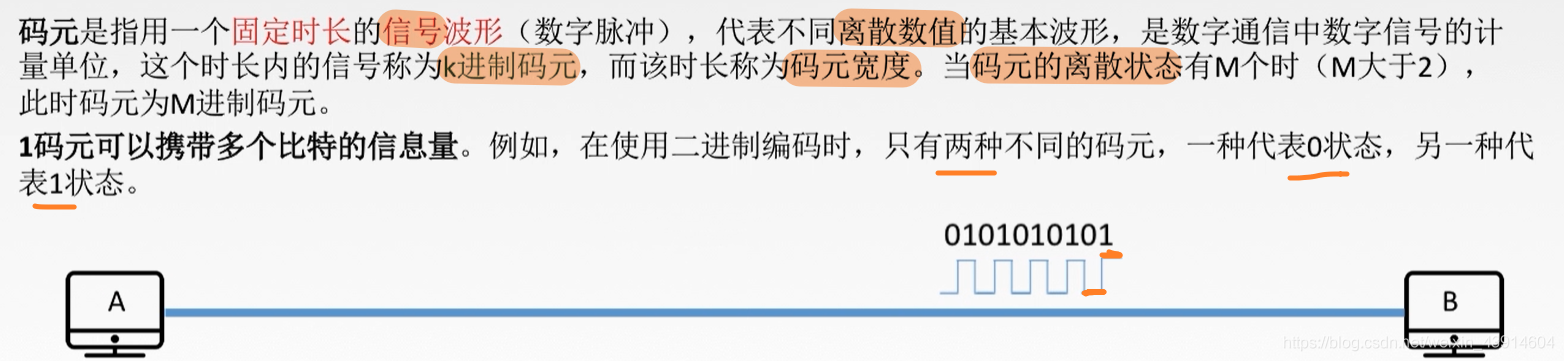 码元是指用一个固定时长的信号波形（数字脉冲），代表不同离散数值的基本波形，是数字通信中数字信号的计
量单位，这个时长内的信号称为k进制码元，而该时长称为码元宽度。当码元的离散状态有M个时（M大于2），
此时码元为M进制码元。
1码元可以携带多个比特的信息量。例如，在使用二进制编码时，只有两种不同的码元，一种代表0状态，另一种代
表1状态。
0101010101
A
B
https://blog.csdn.net/weixin_43914604